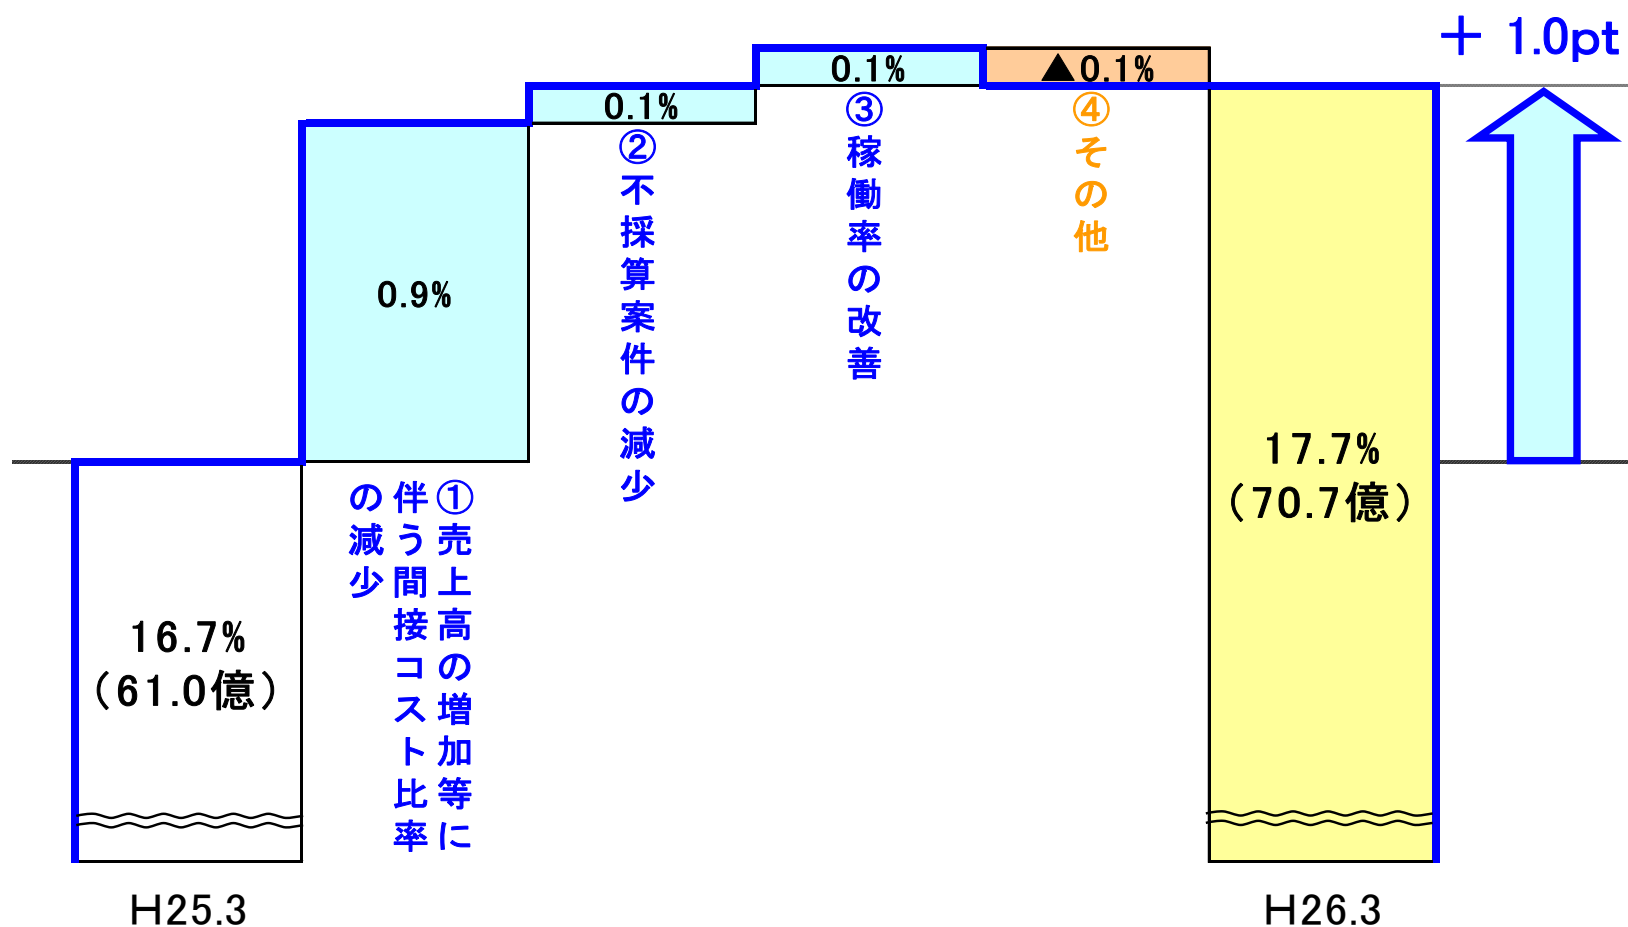 ＋ 1.0pt
0.1%
▲0.1%
0.1%
0.9%
①売上高の増加等に
伴う間接コスト比率
の減少
②不採算案件の減少
③稼働率の改善
④その他
16.7%
（61.0億）
17.7%
（70.7億）
H25.3
H26.3